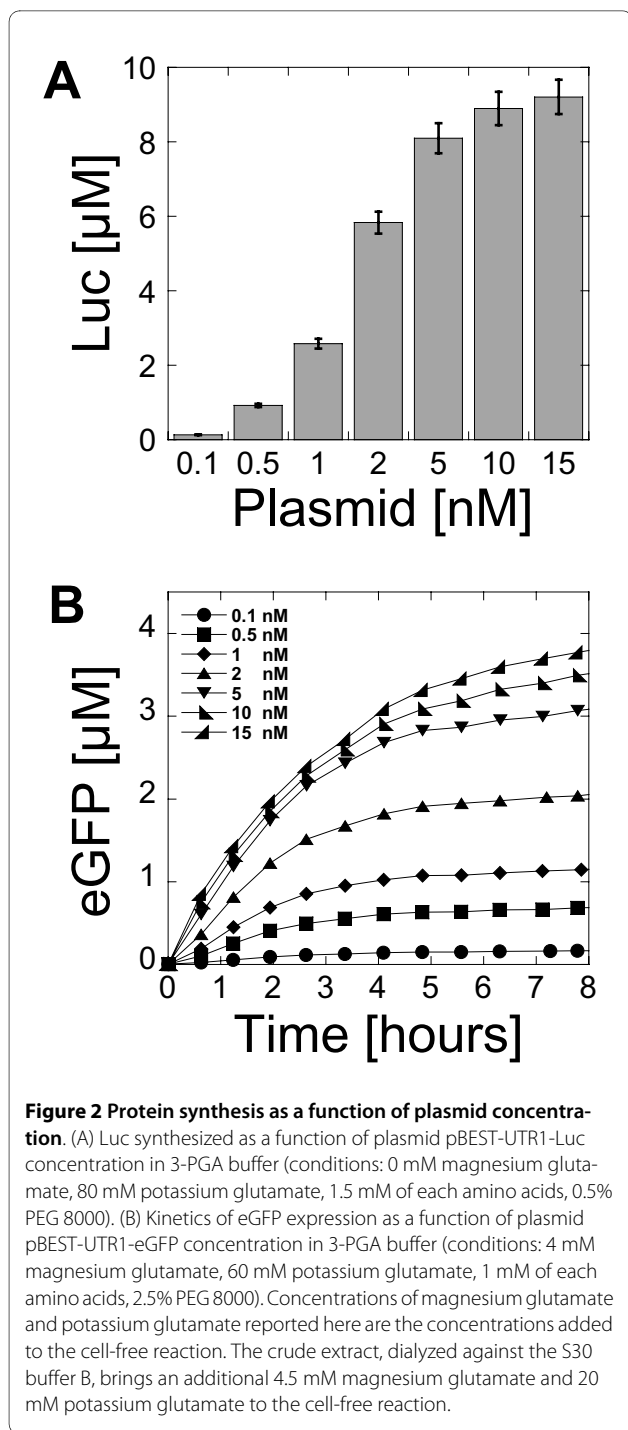 A
10
8
6
4
2
0
Luc [µM]
0.1 0.5 1 2 5 10 15
Plasmid [nM]
B
4
3
2
1
0
eGFP [µM]
0.1 nM
0.5 nM
1 nM
2 nM
5 nM
10 nM
15 nM
0 1 2 3 4 5 6 7 8
Time [hours]
Figure 2 Protein synthesis as a function of plasmid concentra-
tion. (A) Luc synthesized as a function of plasmid pBEST-UTR1-Luc
concentration in 3-PGA buffer (conditions: 0 mM magnesium gluta-
mate, 80 mM potassium glutamate, 1.5 mM of each amino acids, 0.5%
PEG 8000). (B) Kinetics of eGFP expression as a function of plasmid
pBEST-UTR1-eGFP concentration in 3-PGA buffer (conditions: 4 mM
magnesium glutamate, 60 mM potassium glutamate, 1 mM of each
amino acids, 2.5% PEG 8000). Concentrations of magnesium glutamate
and potassium glutamate reported here are the concentrations added
to the cell-free reaction. The crude extract, dialyzed against the S30
buffer B, brings an additional 4.5 mM magnesium glutamate and 20
mM potassium glutamate to the cell-free reaction.